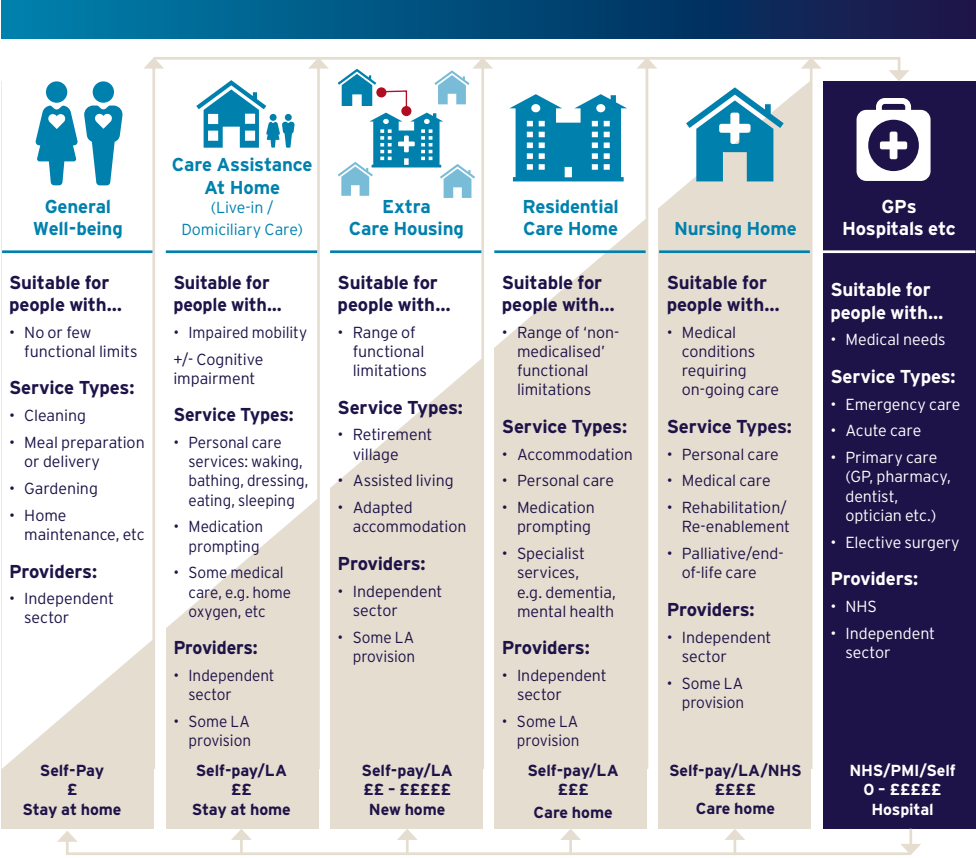 General
Well-being
Suitable for
people with...
• No or few
functional limits
Service Types:
• Cleaning
• Meal preparation
or delivery
• Gardening
• Home
maintenance, etc
Providers:
• Independent
sector
Self-Pay
£
Stay at home
Care Assistance
At Home
(Live-in /
Domiciliary Care)
Suitable for
people with...
• Impaired mobility
+/- Cognitive
impairment
Service Types:
• Personal care
services: waking,
bathing, dressing,
eating, sleeping
• Medication
prompting
• Some medical
care, e.g. home
oxygen, etc
Providers:
• Independent
sector
• Some LA
provision
Self-pay/LA
££
Stay at home
Extra
Care Housing
Suitable for
people with...
• Range of
functional
limitations
Service Types:
• Retirement
village
• Assisted living
• Adapted
accommodation
Providers:
• Independent
sector
• Some LA
provision
Self-pay/LA
££ – £££££
New home
Residential
Care Home
Suitable for
people with...
• Range of ‘non-
medicalised’
functional
limitations
Service Types:
• Accommodation
• Personal care
• Medication
prompting
• Specialist
services,
e.g. dementia,
mental health
Providers:
• Independent
sector
• Some LA
provision
Self-pay/LA
£££
Care home
Nursing Home
Suitable for
people with...
• Medical
conditions
requiring
on-going care
Service Types:
• Personal care
• Medical care
• Rehabilitation/
Re-enablement
• Palliative/end-
of-life care
Providers:
• Independent
sector
• Some LA
provision
Self-pay/LA/NHS
££££
Care home
GPs
Hospitals etc
Suitable for
people with...
• Medical needs
Service Types:
• Emergency care
• Acute care
• Primary care
(GP, pharmacy,
dentist,
optician etc.)
• Elective surgery
Providers:
• NHS
• Independent
sector
NHS/PMI/Self
0 – £££££
Hospital